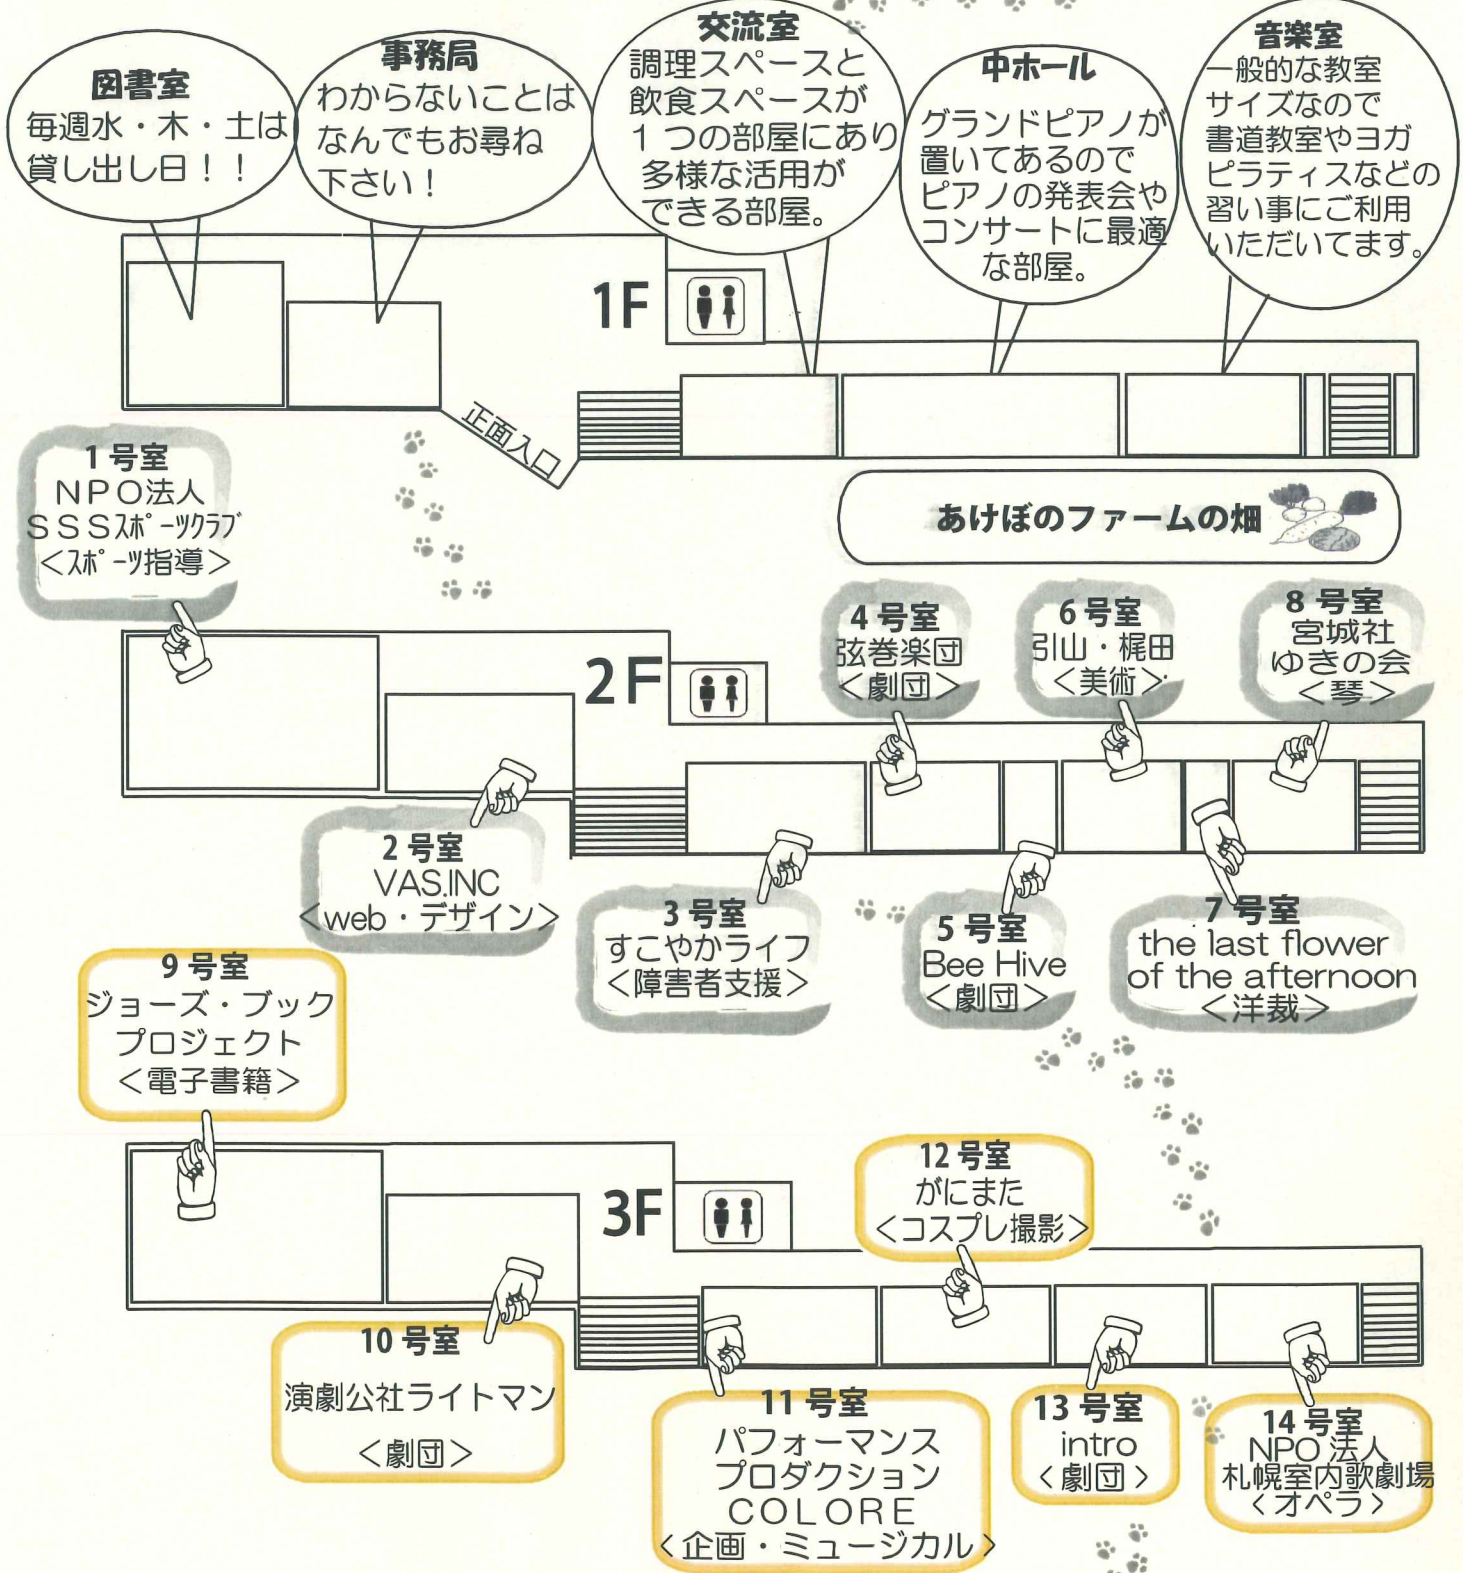 図書室
毎週水・木・土は
貸し出し日！！
事務局
わからないことは
なんでもお尋ね
下さい！
交流室
調理スペースと
飲食スペースが
１つの部屋にあり
多様な活用が
できる部屋。
中ホール
グランドピアノが
置いてあるので
ピアノの発表会や
コンサートに最適
な部屋。
音楽室
一般的な教室
サイズなので
書道教室やヨガ
ピラティスなどの
習い事にご利用
いただいてます。
1F
正面入口
あけぼのファームの畑
1号室
ＮＰＯ法人
ＳＳＳｽﾎﾟｰﾂｸﾗﾌﾞ
＜ｽﾎﾟｰﾂ指導＞
2F
4号室
弦巻楽団
＜劇団＞
6号室
引山・梶田
＜美術＞
8号室
宮城社
ゆきの会
＜琴＞
2号室
VAS.INC
＜web・デザイン＞
3号室
すこやかライフ
＜障害者支援＞
5号室
Bee Hive
＜劇団＞
7号室
the last flower
of the afternoon
＜洋裁＞
9号室
ジョーズ・ブック
プロジェクト
＜電子書籍＞
3F
12号室
がにまた
＜コスプレ撮影＞
10号室
演劇公社ライトマン
＜劇団＞
11号室
パフォーマンス
プロダクション
ＣＯＬＯＲＥ
＜企画・ミュージカル＞
13号室
intro
＜劇団＞
14号室
NPO法人
札幌室内歌劇場
＜オペラ＞